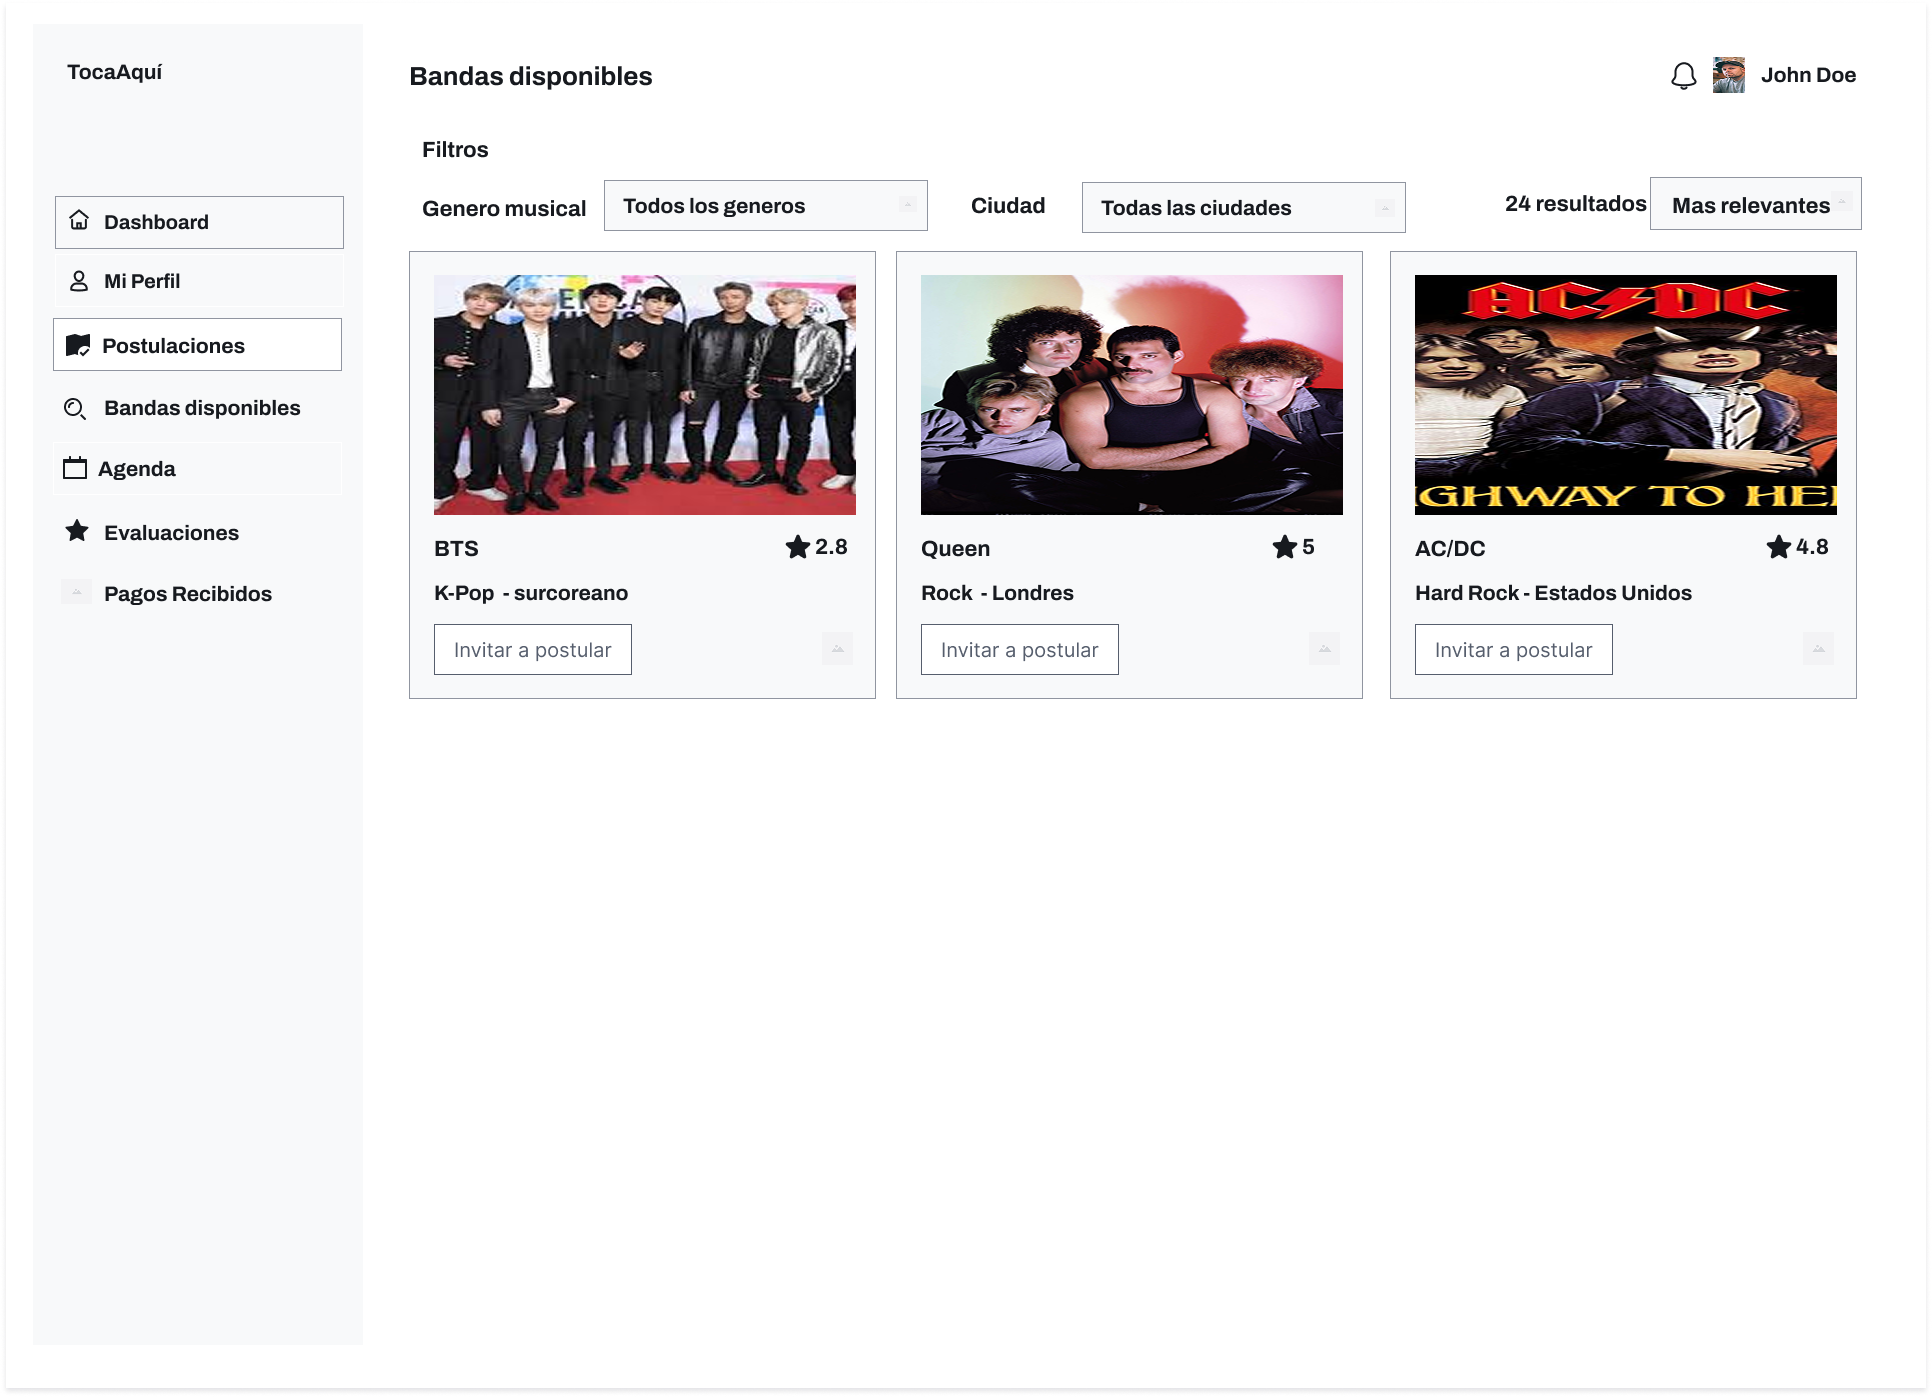 TocaAquí
Dashboard
Mi Perfil
Postulaciones
Bandas disponibles
Agenda
Evaluaciones
Pagos Recibidos
Bandas disponibles
John Doe
Filtros
Genero musical
Todos los generos
Ciudad
Todas las ciudades
24 resultados
Mas relevantes
BTS
2.8
K-Pop - surcoreano
Invitar a postular
Queen
5
Rock - Londres
Invitar a postular
AC/DC
IGHWAY TO HE
AC/DC
4.8
Hard Rock - Estados Unidos
Invitar a postular